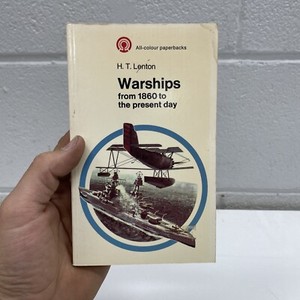 All-colour paperbacks
H. T. Lenton
Warships
from 1860 to
the present day